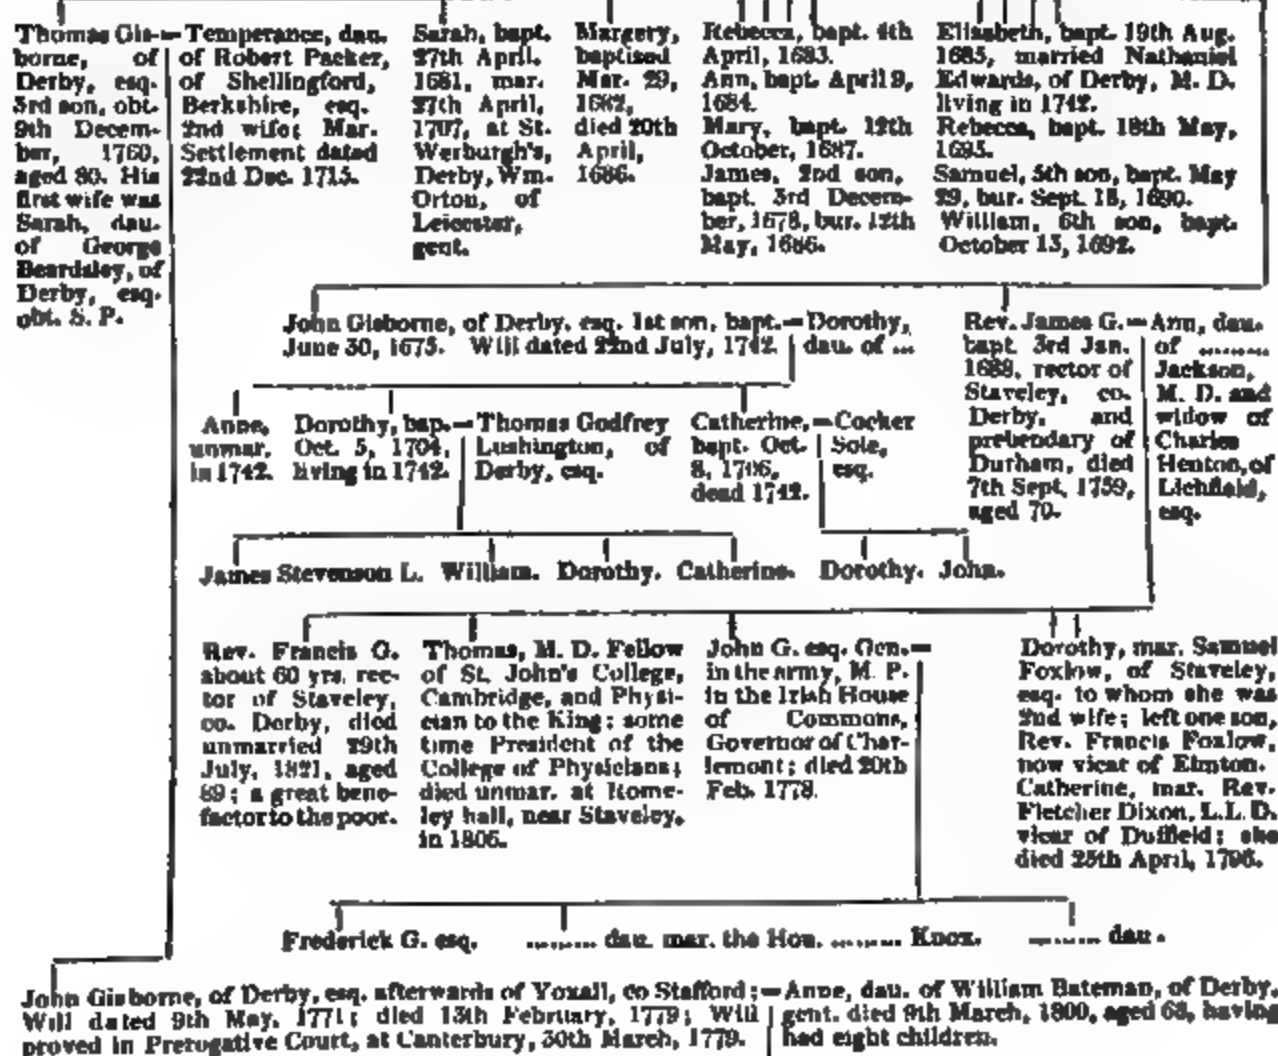 Thomas Gis-
borne, of
Derby, esq.
3rd son, obt.
9th Decem-
ber, 1760,
aged 80. His
first wife was
Sarah, dau.
of George
Beardsley, of
Derby, esq.
obt. S. P.
Temperance, dau.
of Robert Packer,
of Shellingford,
Berkshire, esq.
2nd wife; Mar.
Settlement dated
22nd Dec. 1715.
Sarah, bapt.
27th April,
1681, mar.
27th April,
1707, at St.
Werburgh's,
Derby, Wm.
Orton, of
Leicester,
gent.
Margery,
baptised
Mar. 29,
1682,
died 20th
April,
1686.
Rebecca, bapt. 4th
April, 1683.
Ann, bapt. April 9,
1684.
Mary, bapt. 12th
October, 1687.
James, 2nd son,
bapt. 3rd Decem-
ber, 1678, bur. 12th
May, 1686.
Elizabeth, bapt. 19th Aug.
1685, married Nathaniel
Edwards, of Derby, M. D.
living in 1742.
Rebecca, bapt. 18th May,
1695.
Samuel, 5th son, bapt. May
29, bur. Sept. 18, 1690.
William, 6th son, bapt.
October 13, 1692.
John Gisborne, of Derby, esq. 1st son, bapt.
June 30, 1675. Will dated 22nd July, 1742.
Dorothy,
dau. of ...
Rev. James G.
bapt. 3rd Jan.
1688, rector of
Staveley, co.
Derby, and
prebendary of
Durham, died
7th Sept. 1759,
aged 70.
Ann, dau.
of .........
Jackson,
M. D. and
widow of
Charles
Henton, of
Lichfield,
esq.
Anne,
unmar.
in 1742.
Dorothy, bap.
Oct. 5, 1704,
living in 1742.
Thomas Godfrey
Lushington, of
Derby, esq.
Catherine,
bapt. Oct.
8, 1706,
dead 1742.
Cocker
Sole,
esq.
James Stevenson L. William. Dorothy. Catherine. Dorothy. John.
Rev. Francis G.
about 60 yrs. rec-
tor of Staveley,
co. Derby, died
unmarried 29th
July, 1821, aged
89; a great bene-
factor to the poor.
Thomas, M. D. Fellow
of St. John's College,
Cambridge, and Physi-
cian to the King; some
time President of the
College of Physicians;
died unmar. at Rome-
ley hall, near Staveley,
in 1806.
John G. esq. Gen.
in the army, M. P.
in the Irish House
of Commons,
Governor of Char-
lemont; died 20th
Feb. 1778.
Dorothy, mar. Samuel
Foxlow, of Staveley,
esq. to whom she was
2nd wife; left one son,
Rev. Francis Foxlow,
now vicar of Elmton.
Catherine, mar. Rev.
Fletcher Dixon, L.L.D.
vicar of Duffield; she
died 25th April, 1796.
Frederick G. esq. ......... dau. mar. the Hon. ......... Knox. ......... dau.
John Gisborne, of Derby, esq. afterwards of Yoxall, co Stafford;
Will dated 9th May, 1771; died 13th February, 1779; Will
proved in Prerogative Court, at Canterbury, 30th March, 1779.
Anne, dau. of William Bateman, of Derby,
gent. died 9th March, 1800, aged 68, having
had eight children.